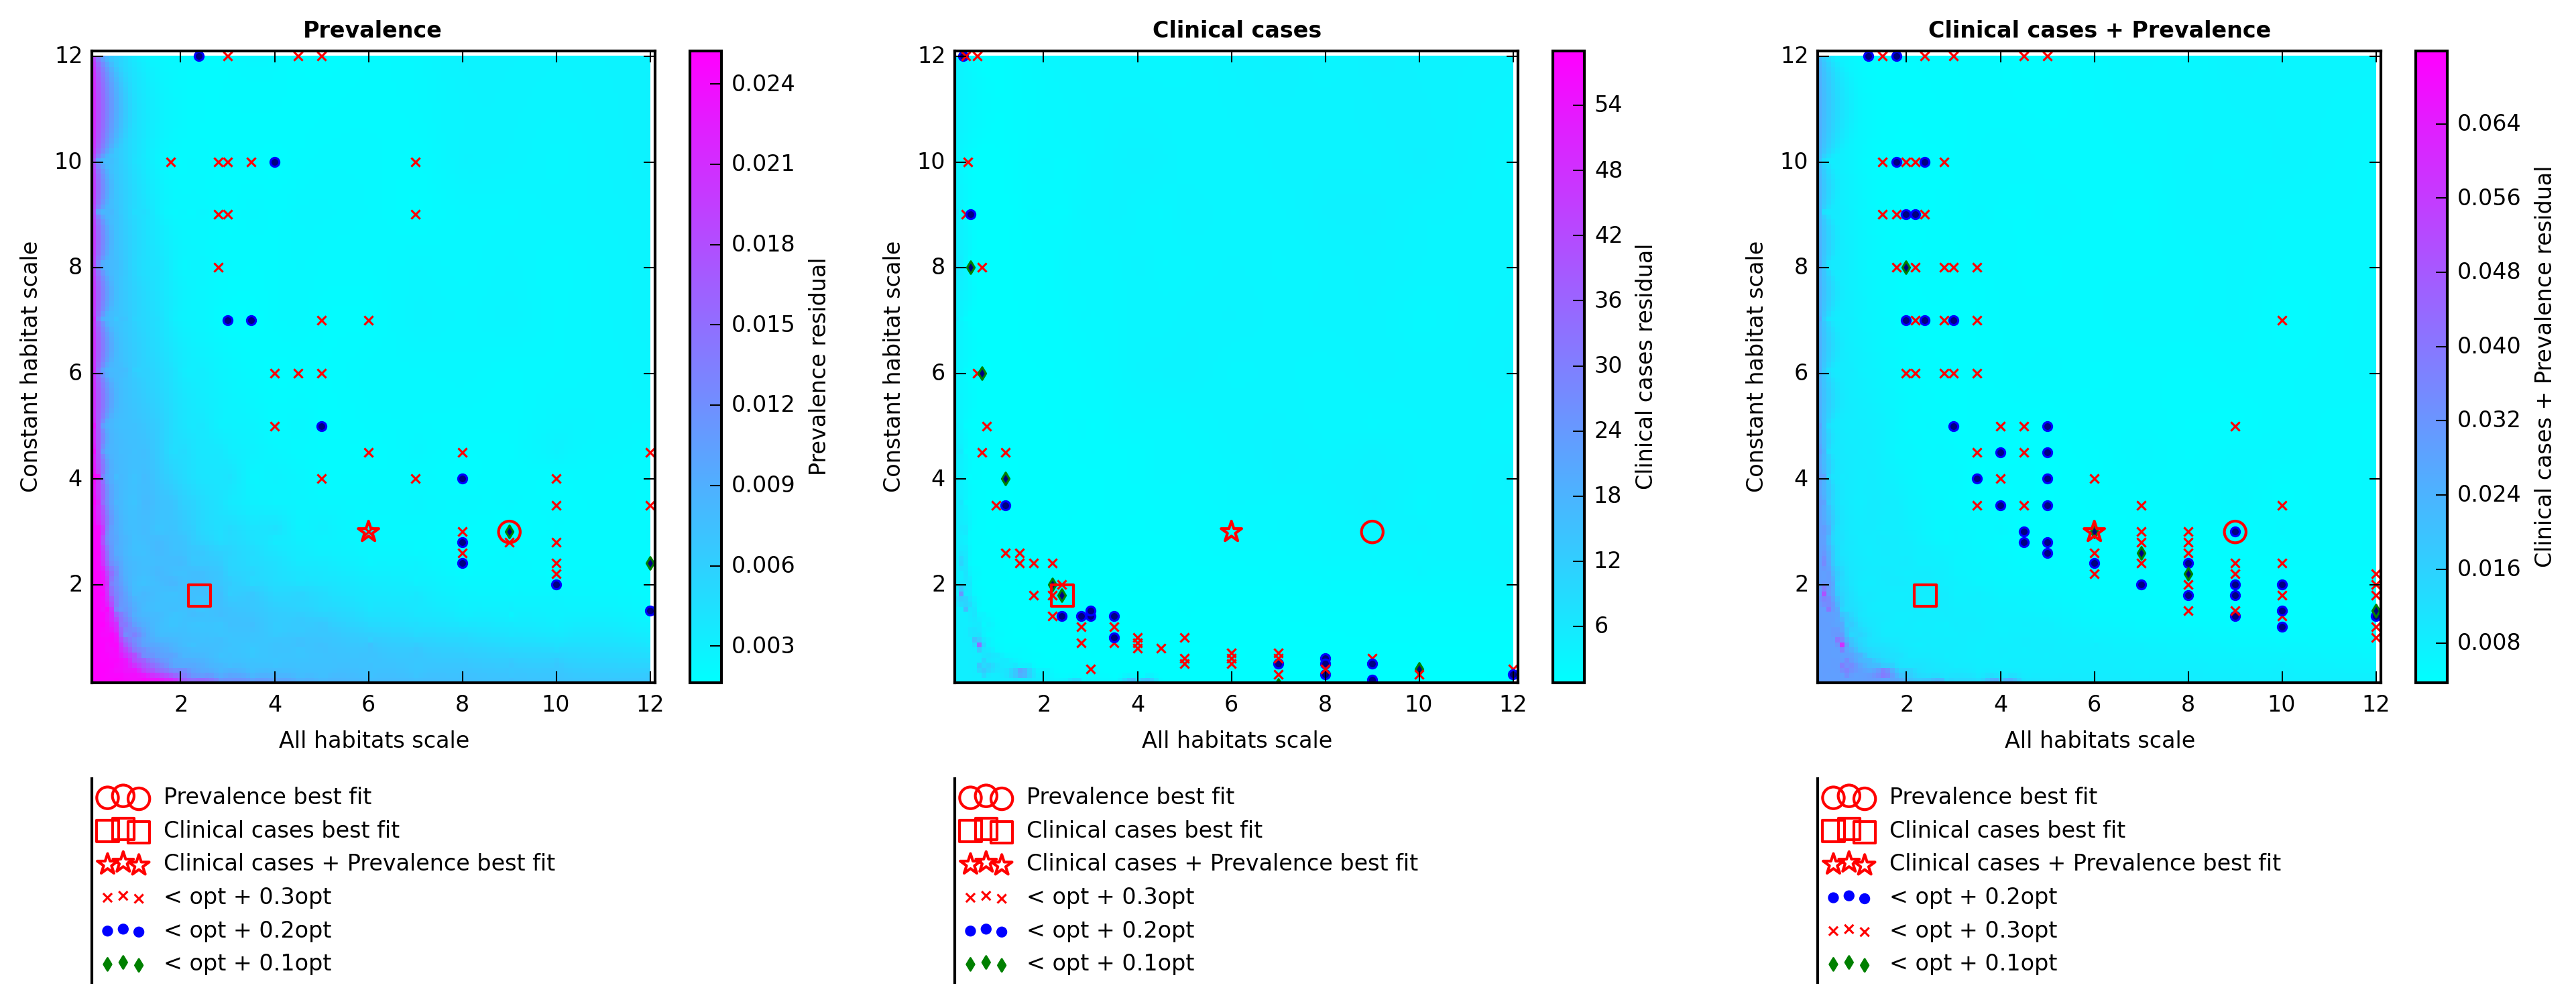 Prevalence
12
10
8
6
4
2
Constant habitat scale
2 4 6 8 10 12
All habitats scale
0.024
0.021
0.018
0.015
0.012
0.009
0.006
0.003
Prevalence residual
Prevalence best fit
Clinical cases best fit
Clinical cases + Prevalence best fit
< opt + 0.3opt
< opt + 0.2opt
< opt + 0.1opt
Clinical cases
12
10
8
6
4
2
Constant habitat scale
2 4 6 8 10 12
All habitats scale
54
48
42
36
30
24
18
12
6
Clinical cases residual
Prevalence best fit
Clinical cases best fit
Clinical cases + Prevalence best fit
< opt + 0.3opt
< opt + 0.2opt
< opt + 0.1opt
Clinical cases + Prevalence
12
10
8
6
4
2
Constant habitat scale
2 4 6 8 10 12
All habitats scale
0.064
0.056
0.048
0.040
0.032
0.024
0.016
0.008
Clinical cases + Prevalence residual
Prevalence best fit
Clinical cases best fit
Clinical cases + Prevalence best fit
< opt + 0.2opt
< opt + 0.3opt
< opt + 0.1opt